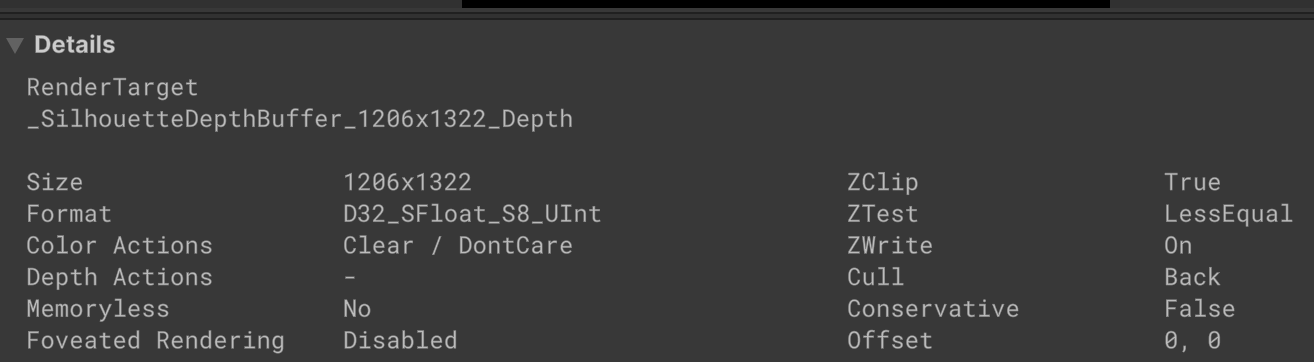 Details
RenderTarget
_SilhouetteDepthBuffer_1206x1322_Depth
Size 1206x1322 ZClip True
Format D32_SFloat_S8_UInt ZTest LessEqual
Color Actions Clear / DontCare ZWrite On
Depth Actions - Cull Back
Memoryless No Conservative False
Foveated Rendering Disabled Offset 0, 0